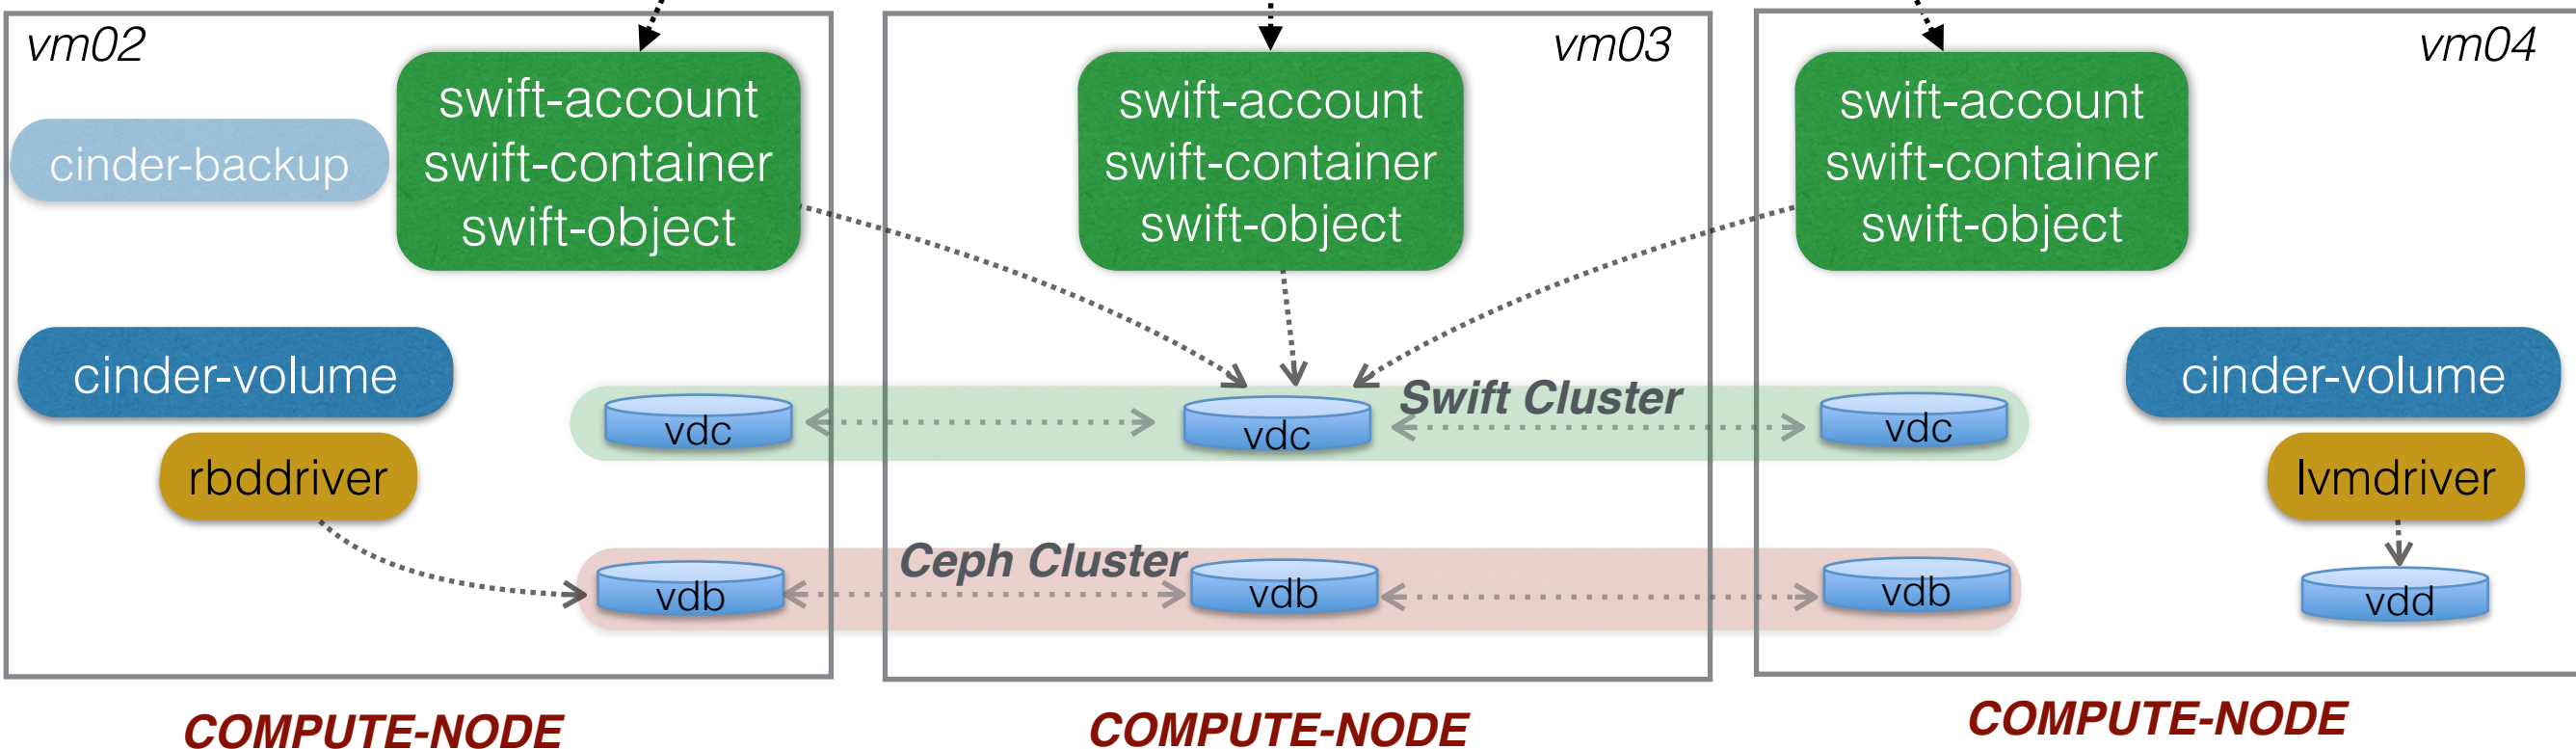 vm02
swift-account
swift-container
swift-object
cinder-backup
cinder-volume
rbddriver
vm03
swift-account
swift-container
swift-object
vm04
swift-account
swift-container
swift-object
cinder-volume
lvmdriver
Swift Cluster
vdc
vdc
vdc
Ceph Cluster
vdb
vdb
vdb
vdd
COMPUTE-NODE
COMPUTE-NODE
COMPUTE-NODE